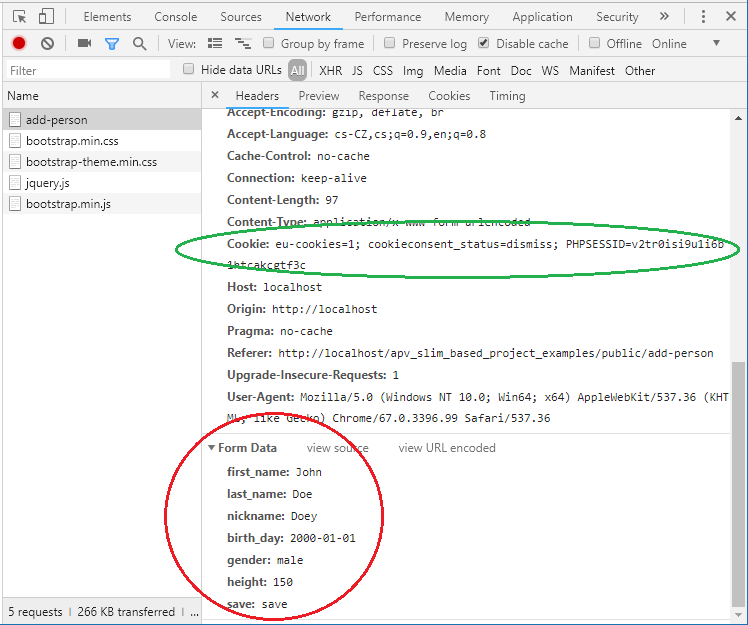 Elements Console Sources Network Performance Memory Application Security »
View: Group by frame Preserve log Disable cache Offline Online
Filter Hide data URLs All XHR JS CSS Img Media Font Doc WS Manifest Other
Name
add-person
bootstrap.min.css
bootstrap-theme.min.css
jquery.js
bootstrap.min.js
× Headers Preview Response Cookies Timing
Accept-Encoding: gzip, deflate, br
Accept-Language: cs-CZ,cs;q=0.9,en;q=0.8
Cache-Control: no-cache
Connection: keep-alive
Content-Length: 97
Content-Type: application/x-www-form-urlencoded
Cookie: eu-cookies=1; cookieconsent_status=dismiss; PHPSESSID=v2tr0isi9u1i6b
1htcakcgtf3c
Host: localhost
Origin: http://localhost
Pragma: no-cache
Referer: http://localhost/apv_slim_based_project_examples/public/add-person
Upgrade-Insecure-Requests: 1
User-Agent: Mozilla/5.0 (Windows NT 10.0; Win64; x64) AppleWebKit/537.36 (KHT
ML, like Gecko) Chrome/67.0.3396.99 Safari/537.36
Form Data view source view URL encoded
first_name: John
last_name: Doe
nickname: Doey
birth_day: 2000-01-01
gender: male
height: 150
save: save
5 requests | 266 KB transferred | ...